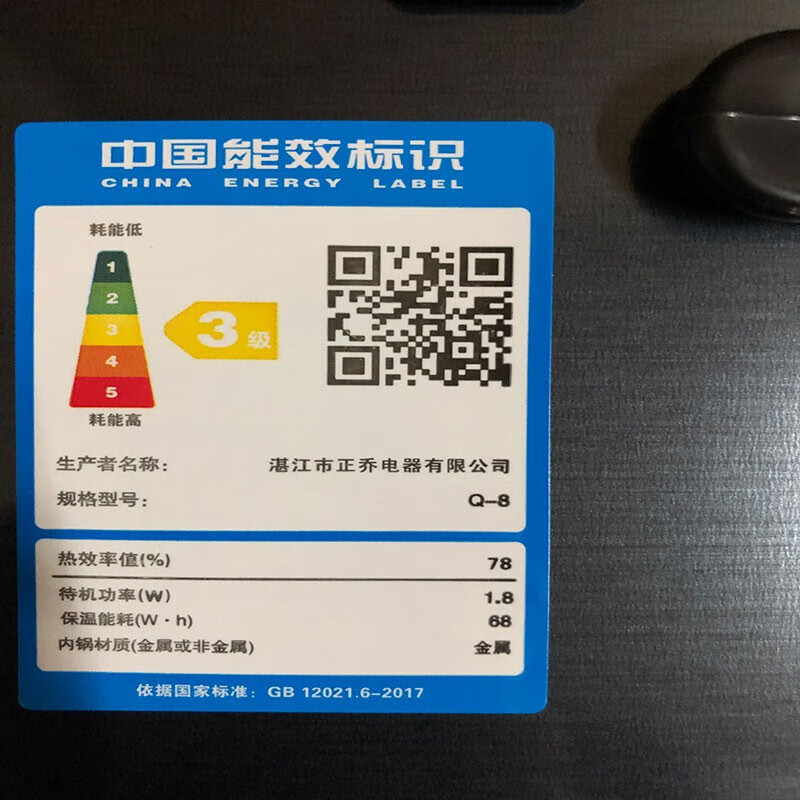 中国能效标识
CHINA ENERGY LABEL
耗能低
1
2
3
4
5
3级
耗能高
生产者名称： 湛江市正乔电器有限公司
规格型号： Q-8
热效率值(%) 78
待机功率(W) 1.8
保温能耗(W·h) 68
内锅材质(金属或非金属) 金属
依据国家标准：GB 12021.6-2017